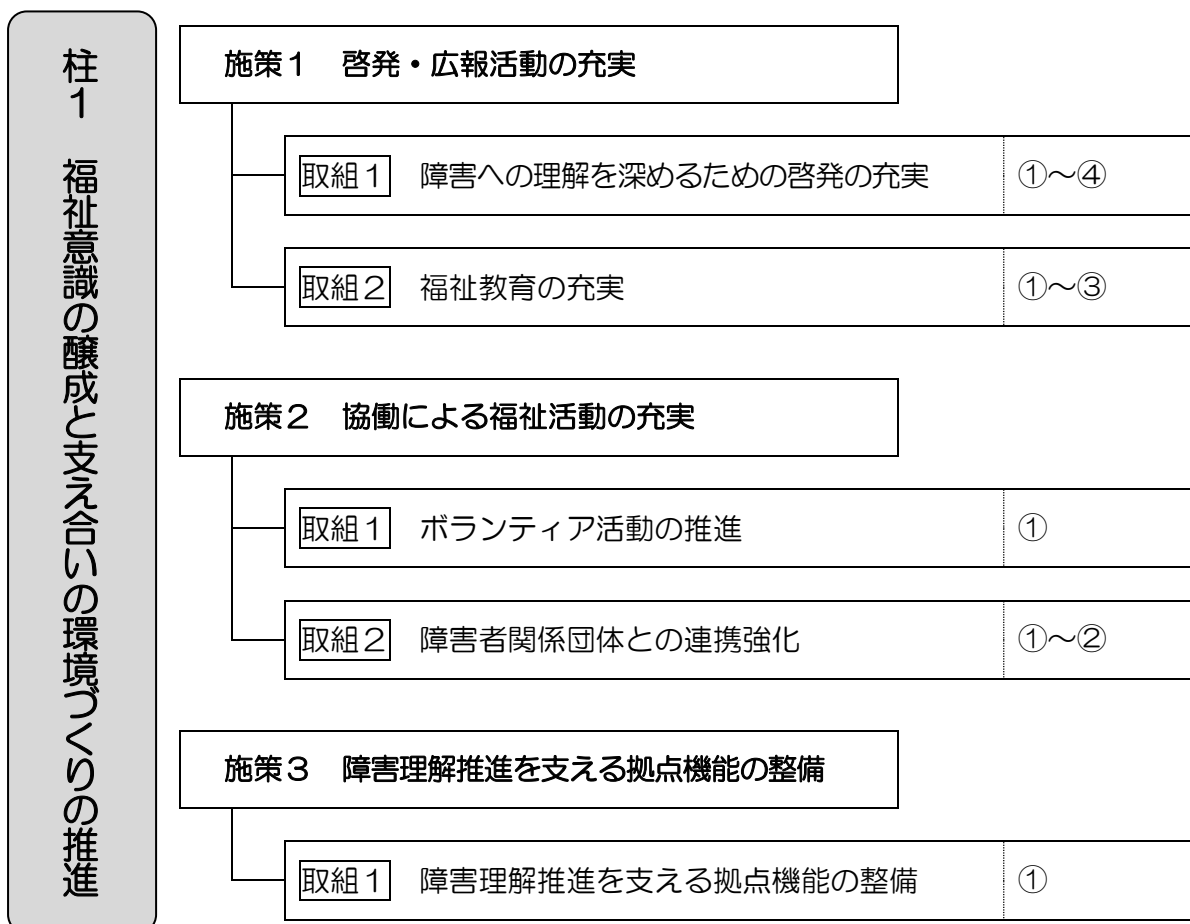 柱１　福祉意識の醸成と支え合いの環境づくりの推進
施策１　啓発・広報活動の充実
取組１　障害への理解を深めるための啓発の充実　①～④
取組２　福祉教育の充実　①～③
施策２　協働による福祉活動の充実
取組１　ボランティア活動の推進　①
取組２　障害者関係団体との連携強化　①～②
施策３　障害理解推進を支える拠点機能の整備
取組１　障害理解推進を支える拠点機能の整備　①